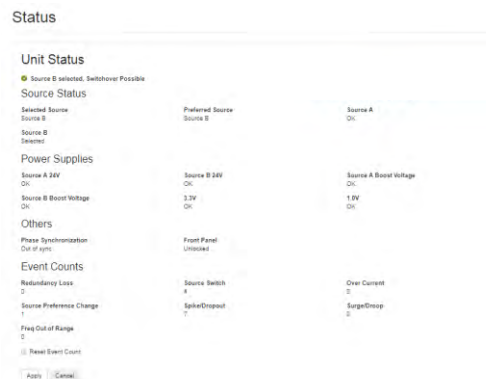 Status
Unit Status
Source B selected, Switchover Possible
Source Status
Selected Source Preferred Source Source A
Source B Source B OK
Source B
Selected
Power Supplies
Source A 24V Source B 24V Source A Boost Voltage
OK OK OK
Source B Boost Voltage 3.3V 1.0V
OK OK OK
Others
Phase Synchronization Front Panel
Out of sync Unlocked
Event Counts
Redundancy Loss Source Switch Over Current
0 0
Source Preference Change Spike/Dropout Surge/Droop
1 7 0
Freq Out of Range
0
Reset Event Count
Apply Cancel